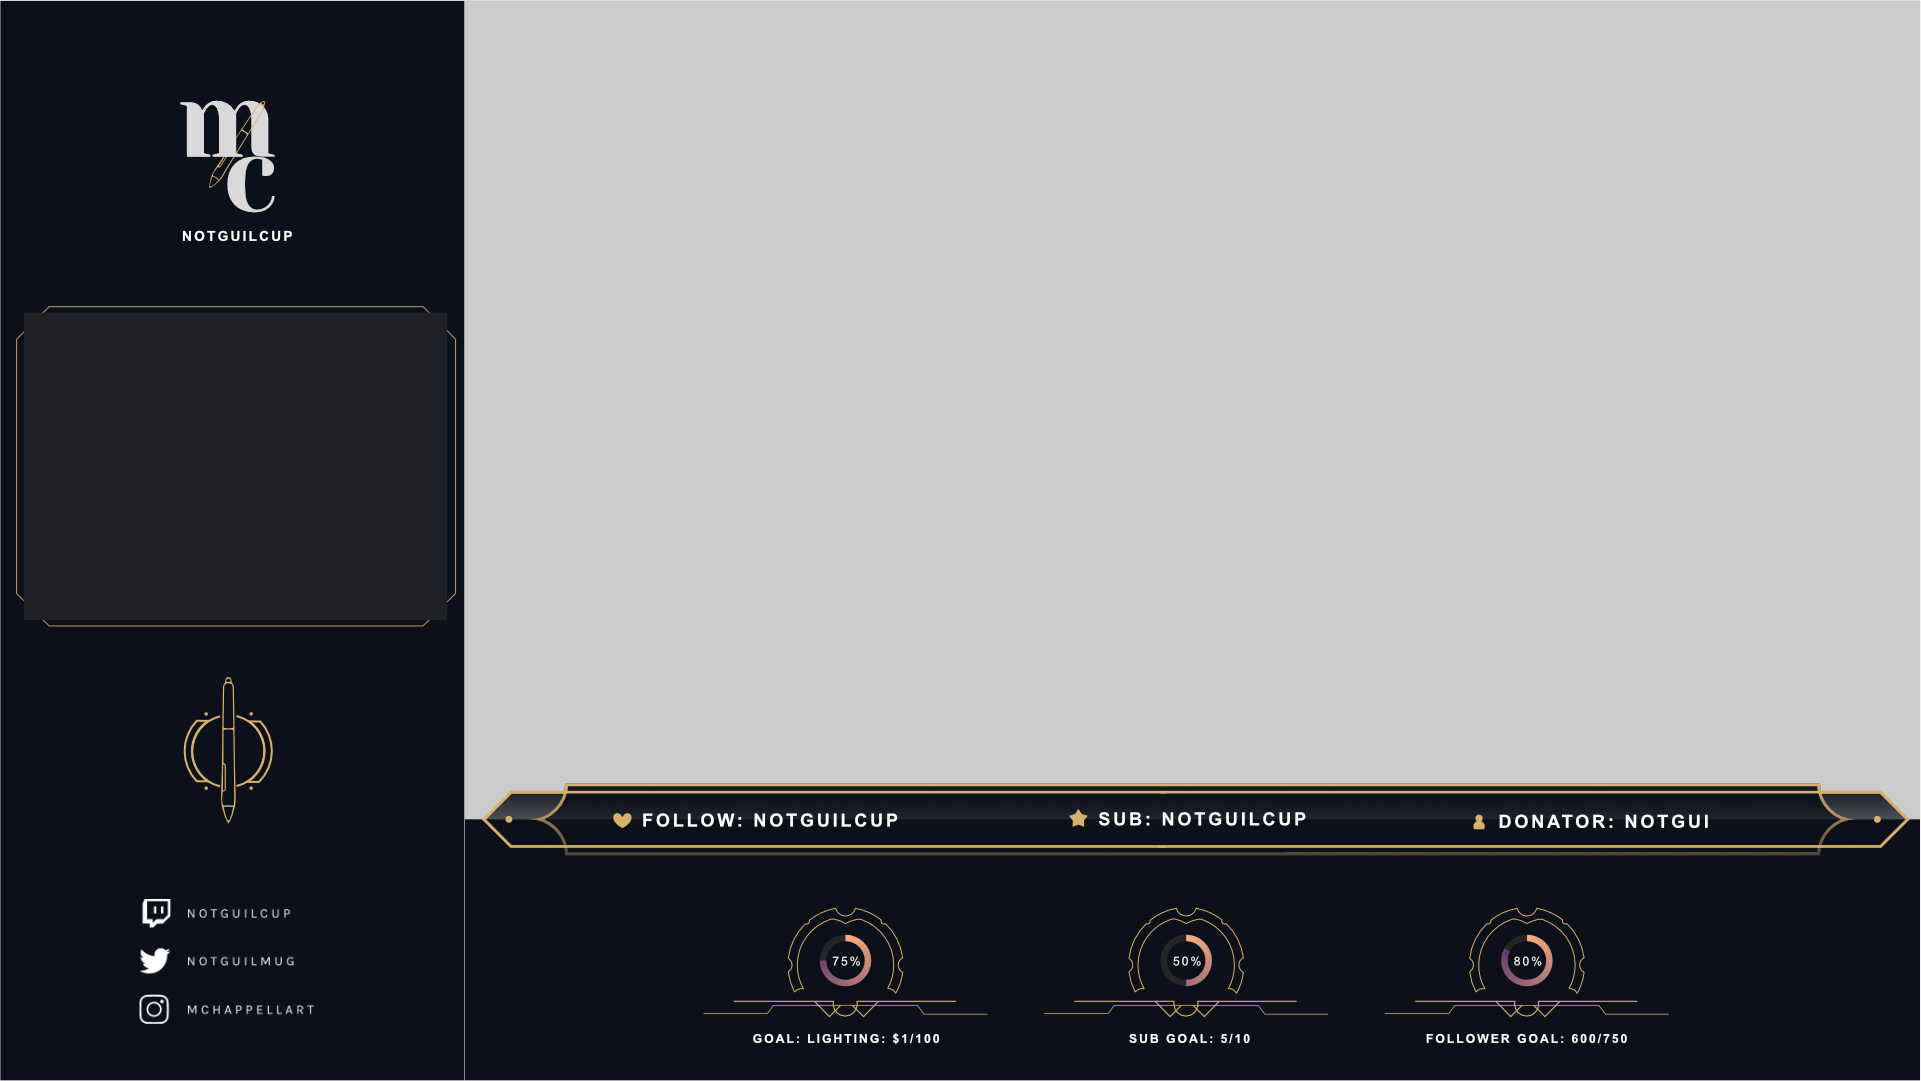 mc
NOTGUILCUP
FOLLOW: NOTGUILCUP
SUB: NOTGUILCUP
DONATOR: NOTGUI
NOTGUILCUP
NOTGUILMUG
MCHAPPELLART
75%
50%
80%
GOAL: LIGHTING: $1/100
SUB GOAL: 5/10
FOLLOWER GOAL: 600/750